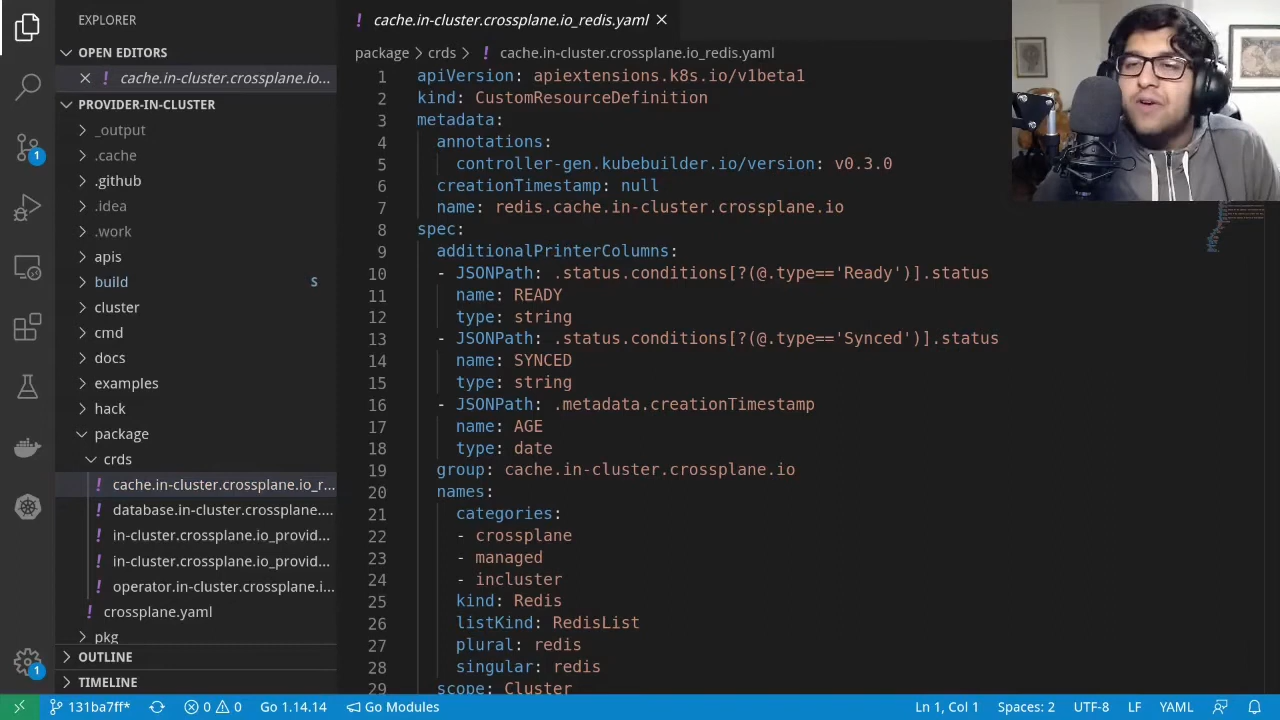 EXPLORER
OPEN EDITORS
cache.in-cluster.crossplane.io...
PROVIDER-IN-CLUSTER
_output
.cache
.github
.idea
.work
apis
build S
cluster
cmd
docs
examples
hack
package
crds
cache.in-cluster.crossplane.io_r...
database.in-cluster.crossplane....
in-cluster.crossplane.io_provid...
in-cluster.crossplane.io_provid...
operator.in-cluster.crossplane.i...
crossplane.yaml
pkg
OUTLINE
TIMELINE
1
1
! cache.in-cluster.crossplane.io_redis.yaml
package > crds > ! cache.in-cluster.crossplane.io_redis.yaml
1 apiVersion: apiextensions.k8s.io/v1beta1
2 kind: CustomResourceDefinition
3 metadata:
4 annotations:
5 controller-gen.kubebuilder.io/version: v0.3.0
6 creationTimestamp: null
7 name: redis.cache.in-cluster.crossplane.io
8 spec:
9 additionalPrinterColumns:
10 - JSONPath: .status.conditions[?(@.type=='Ready')].status
11 name: READY
12 type: string
13 - JSONPath: .status.conditions[?(@.type=='Synced')].status
14 name: SYNCED
15 type: string
16 - JSONPath: .metadata.creationTimestamp
17 name: AGE
18 type: date
19 group: cache.in-cluster.crossplane.io
20 names:
21 categories:
22 - crossplane
23 - managed
24 - incluster
25 kind: Redis
26 listKind: RedisList
27 plural: redis
28 singular: redis
29 scope: Cluster
131ba7ff* 0 0 Go 1.14.14 Go Modules Ln 1, Col 1 Spaces: 2 UTF-8 LF YAML